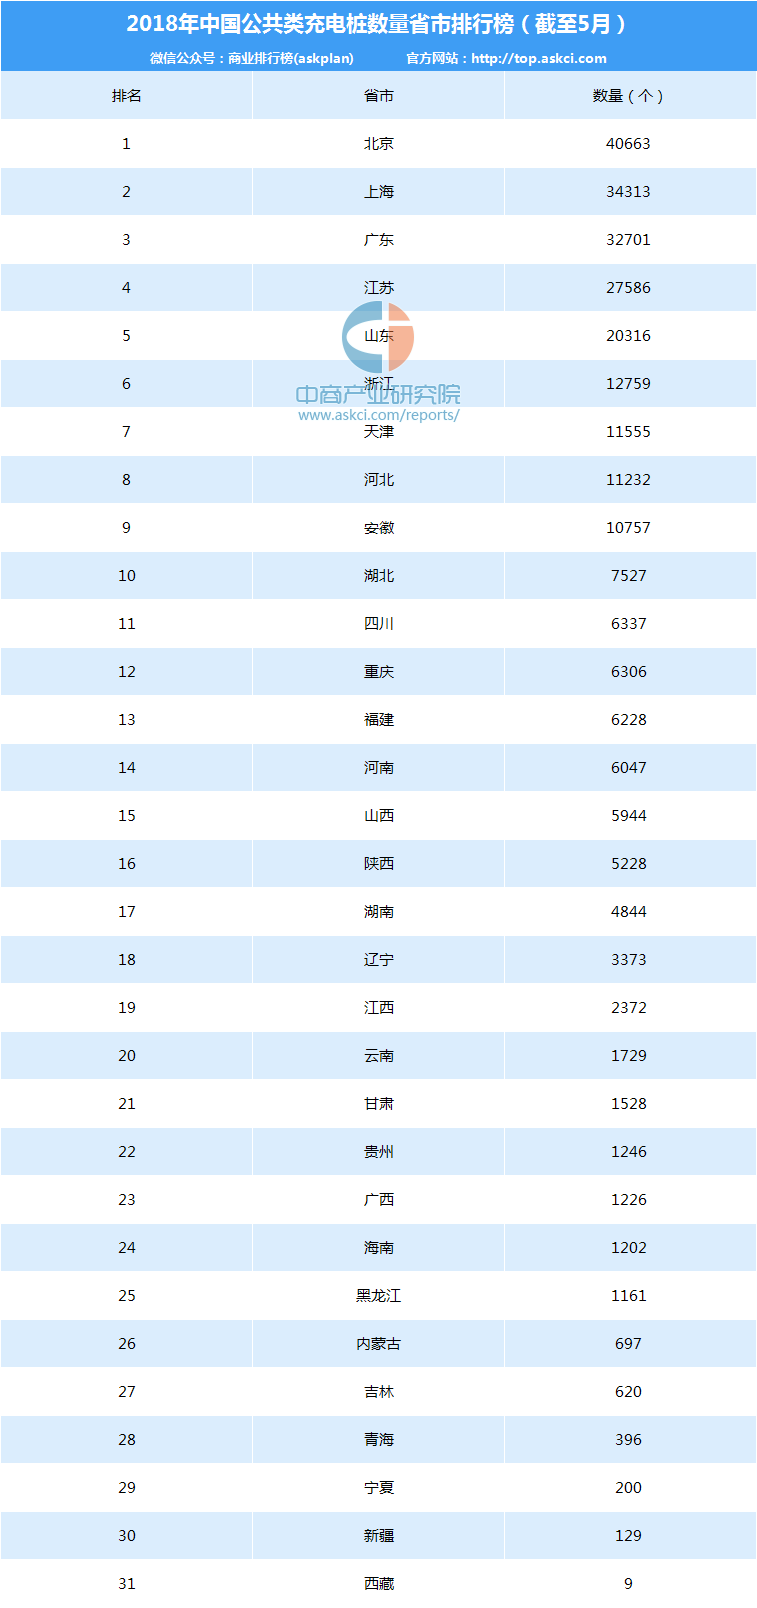 2018年中国公共类充电桩数量省市排行榜（截至5月）
微信公众号：商业排行榜(askplan) 官方网站：http://top.askci.com
排名 省市 数量（个）
1 北京 40663
2 上海 34313
3 广东 32701
4 江苏 27586
5 山东 20316
6 浙江 12759
中商产业研究院
www.askci.com/reports/
7 天津 11555
8 河北 11232
9 安徽 10757
10 湖北 7527
11 四川 6337
12 重庆 6306
13 福建 6228
14 河南 6047
15 山西 5944
16 陕西 5228
17 湖南 4844
18 辽宁 3373
19 江西 2372
20 云南 1729
21 甘肃 1528
22 贵州 1246
23 广西 1226
24 海南 1202
25 黑龙江 1161
26 内蒙古 697
27 吉林 620
28 青海 396
29 宁夏 200
30 新疆 129
31 西藏 9